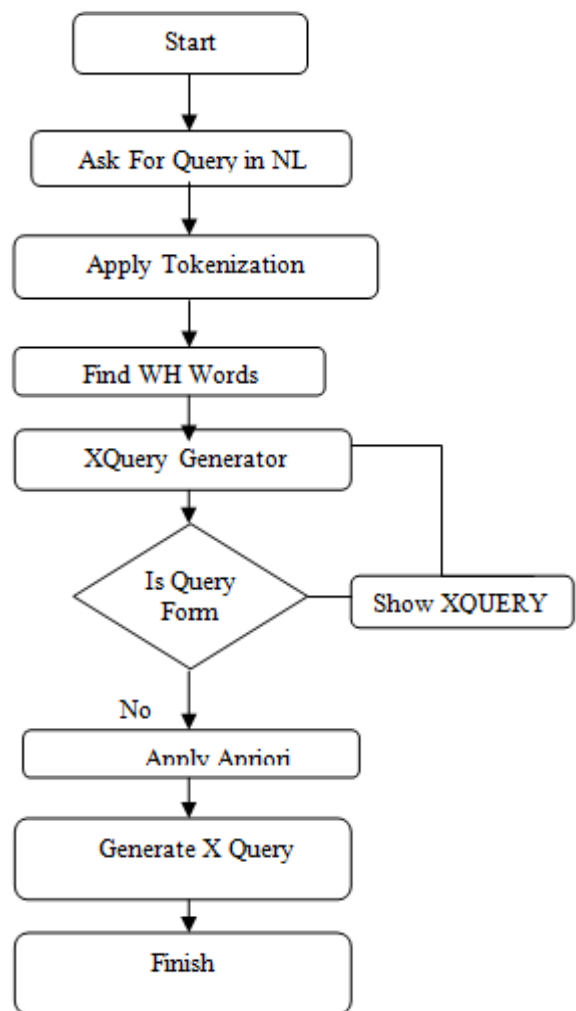 Start
Ask For Query in NL
Apply Tokenization
Find WH Words
XQuery Generator
Is Query
Form
Show XQUERY
No
Apply Apriori
Generate X Query
Finish